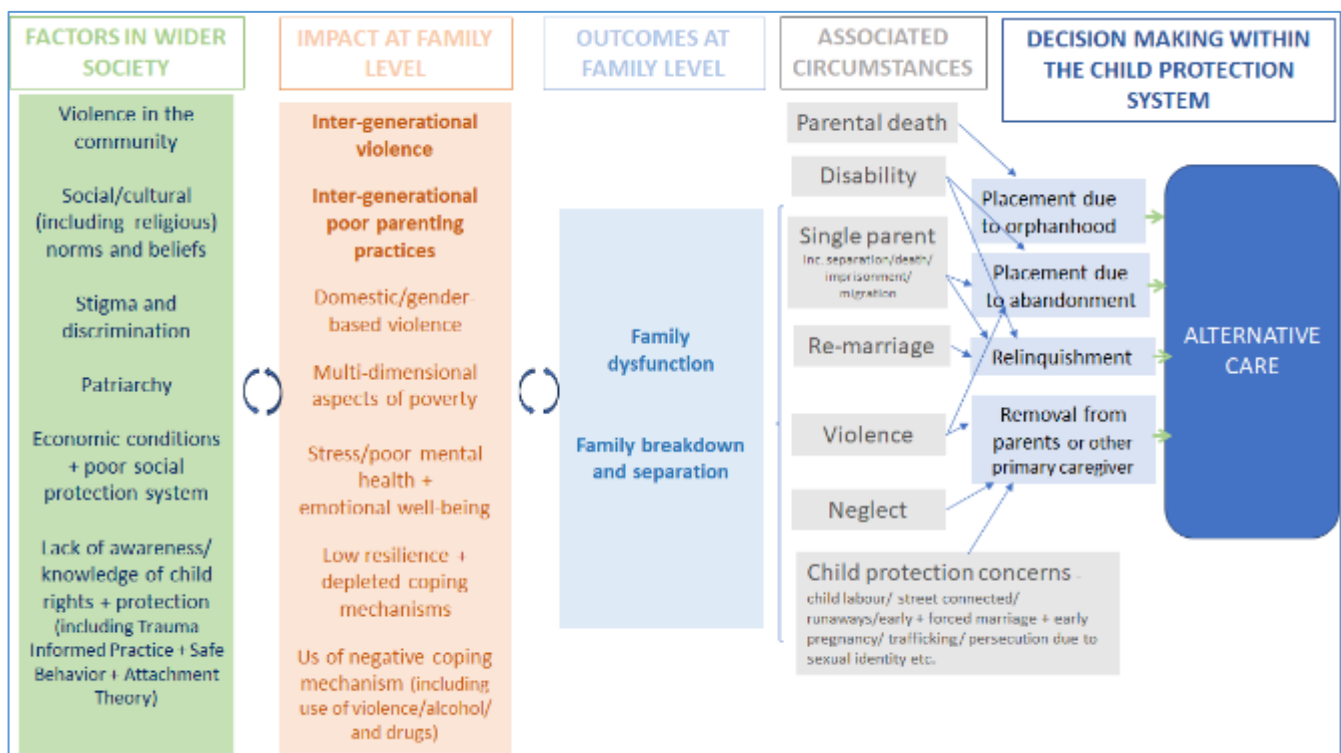 FACTORS IN WIDER
SOCIETY
Violence in the
community
Social/cultural
(including religious)
norms and beliefs
Stigma and
discrimination
Patriarchy
Economic conditions
+ poor social
protection system
Lack of awareness/
knowledge of child
rights + protection
(including Trauma
Informed Practice + Safe
Behavior + Attachment
Theory)
IMPACT AT FAMILY
LEVEL
Inter-generational
violence
Inter-generational
poor parenting
practices
Domestic/gender-
based violence
Multi-dimensional
aspects of poverty
Stress/poor mental
health +
emotional well-being
Low resilience +
depleted coping
mechanisms
Us of negative coping
mechanism (including
use of violence/alcohol/
and drugs)
OUTCOMES AT
FAMILY LEVEL
Family
dysfunction
Family breakdown
and separation
ASSOCIATED
CIRCUMSTANCES
Parental death
Disability
Single parent
inc. separation/death/
imprisonment/
migration
Re-marriage
Violence
Neglect
Child protection concerns -
child labour/ street connected/
runaways/early + forced marriage + early
pregnancy/ trafficking/ persecution due to
sexual identity etc.
DECISION MAKING WITHIN
THE CHILD PROTECTION
SYSTEM
Placement due
to orphanhood
Placement due
to abandonment
Relinquishment
Removal from
parents or other
primary caregiver
ALTERNATIVE
CARE